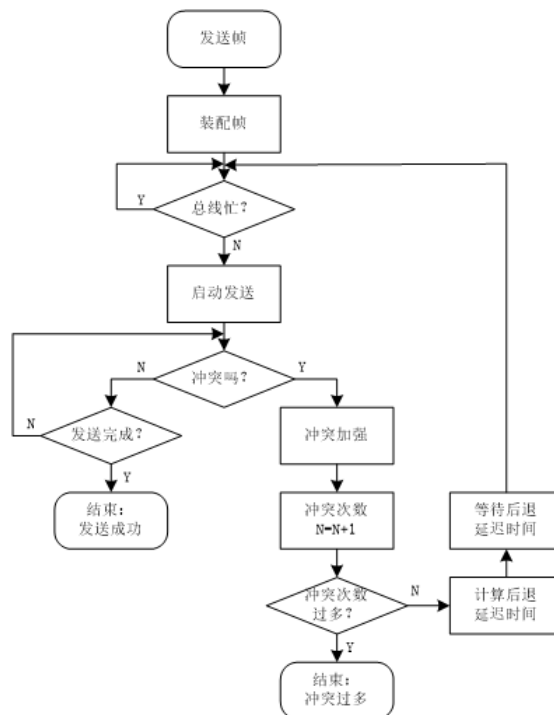 发送帧
装配帧
Y
总线忙?
N
启动发送
N
冲突吗?
Y
N
发送完成?
冲突加强
Y
结束:
发送成功
冲突次数
N=N+1
等待后退
延迟时间
冲突次数
过多?
N
计算后退
延迟时间
Y
结束:
冲突过多